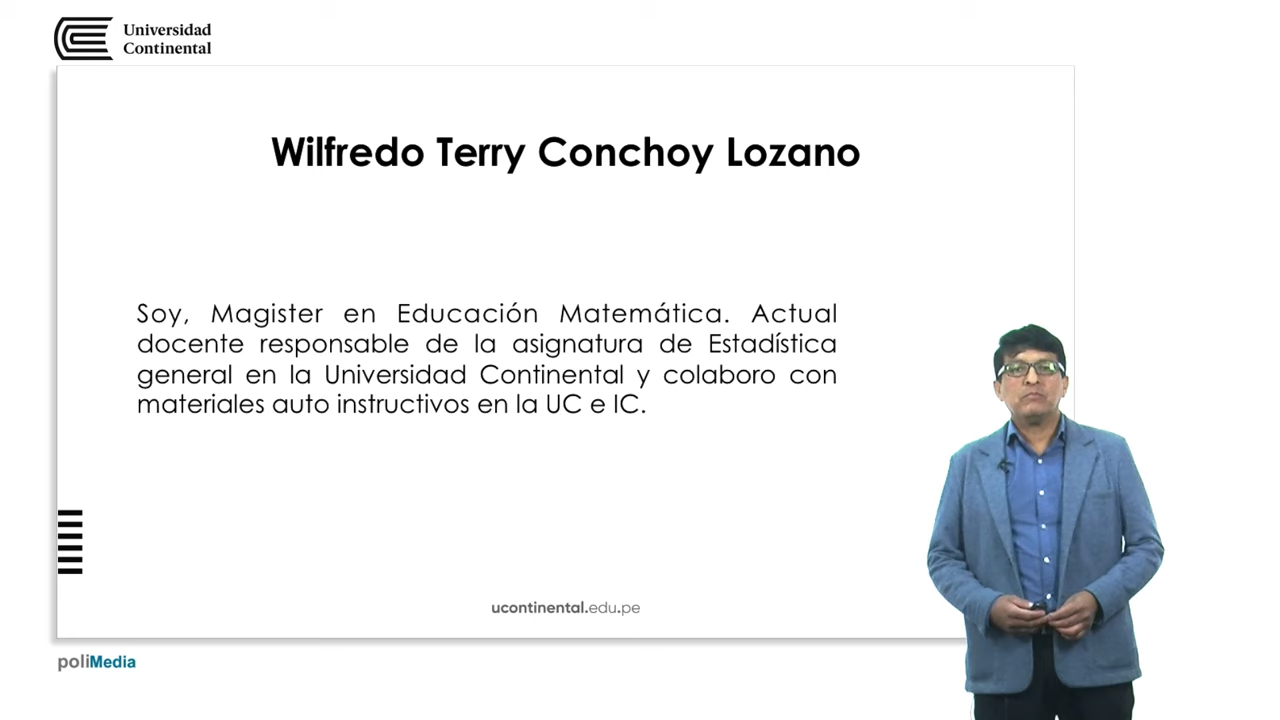 Universidad
Continental
Wilfredo Terry Conchoy Lozano
Soy, Magister en Educación Matemática. Actual
docente responsable de la asignatura de Estadística
general en la Universidad Continental y colaboro con
materiales auto instructivos en la UC e IC.
ucontinental.edu.pe
poliMedia